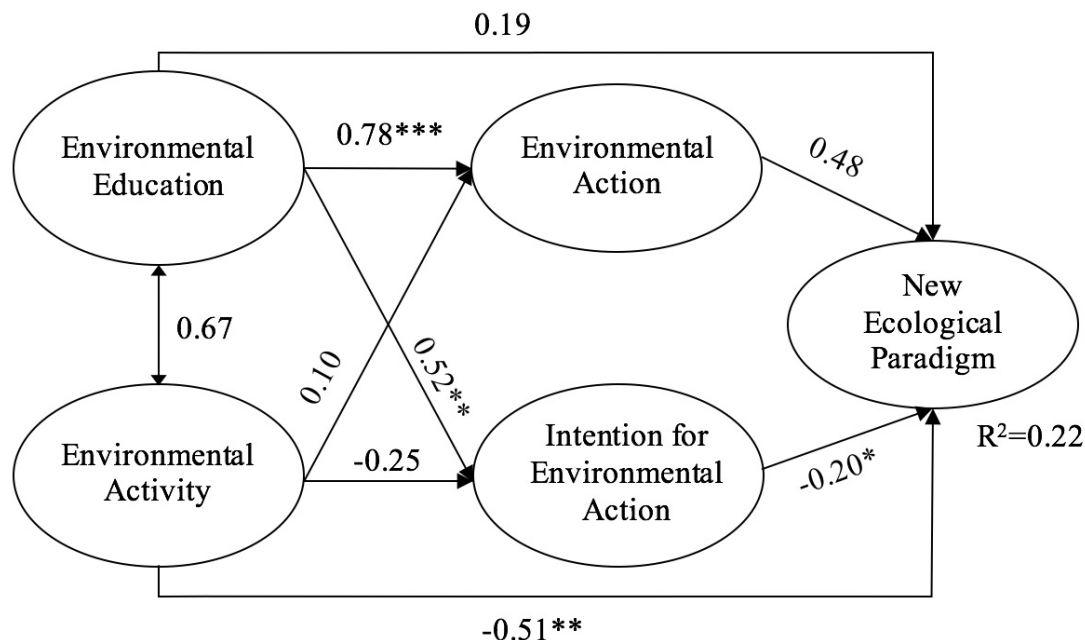 0.19
Environmental
Education
0.78***
Environmental
Action
0.48
New
Ecological
Paradigm
0.67
0.10
0.52**
Environmental
Activity
-0.25
Intention for
Environmental
Action
-0.20*
R²=0.22
-0.51**